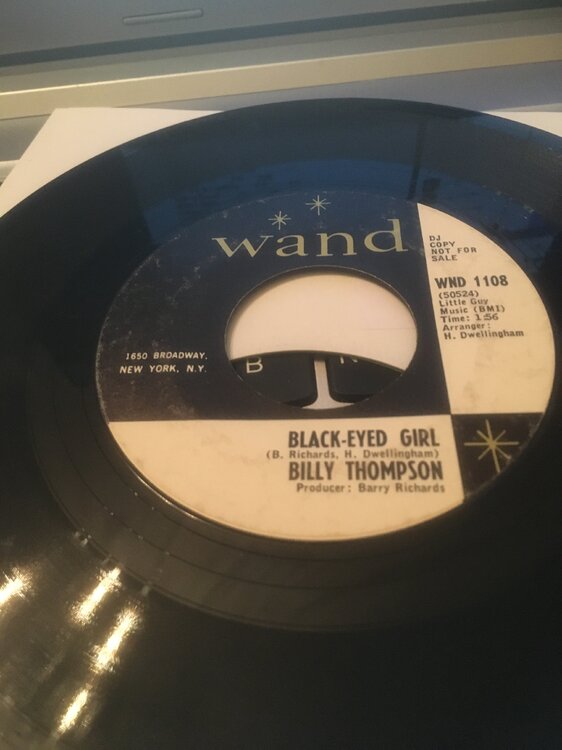 wand
DJ
COPY
NOT FOR
SALE
WND 1108
(50524)
Little Guy
Music (BMI)
Time: 1:56
Arranger:
H. Dwellingham
1650 BROADWAY,
NEW YORK, N.Y.
B N
BLACK-EYED GIRL
(B. Richards, H. Dwellingham)
BILLY THOMPSON
Producer: Barry Richards